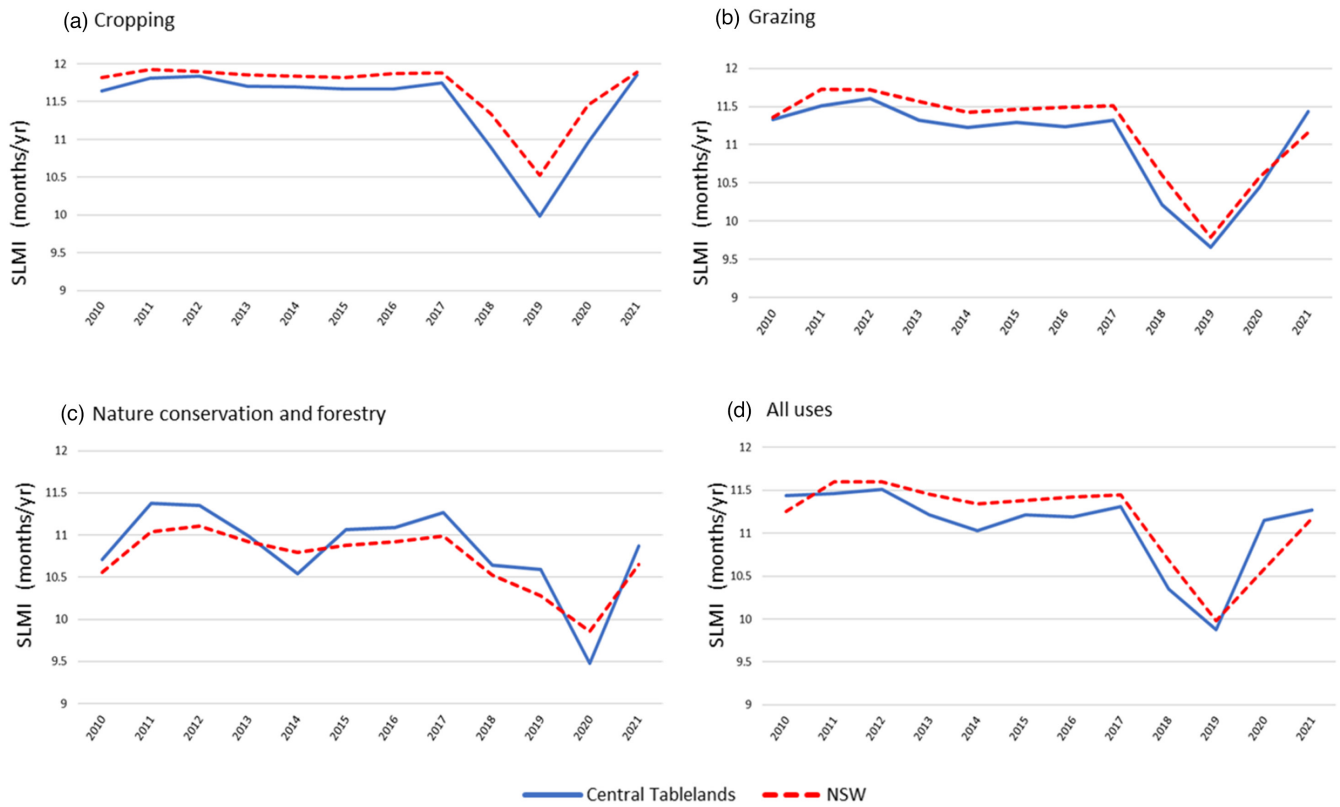 (a) Cropping
SLMI (months/yr)
12
11.5
11
10.5
10
9.5
9
2010 2011 2012 2013 2014 2015 2016 2017 2018 2019 2020 2021
(b) Grazing
SLMI (months/yr)
12
11.5
11
10.5
10
9.5
9
2010 2011 2012 2013 2014 2015 2016 2017 2018 2019 2020 2021
(c) Nature conservation and forestry
SLMI (months/yr)
12
11.5
11
10.5
10
9.5
9
2010 2011 2012 2013 2014 2015 2016 2017 2018 2019 2020 2021
(d) All uses
SLMI (months/yr)
12
11.5
11
10.5
10
9.5
9
2010 2011 2012 2013 2014 2015 2016 2017 2018 2019 2020 2021
Central Tablelands NSW